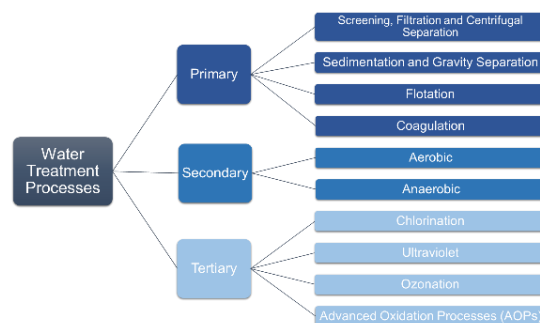 Screening, Filtration and Centrifugal
Separation
Primary
Sedimentation and Gravity Separation
Flotation
Coagulation
Water
Treatment
Processes
Secondary
Aerobic
Anaerobic
Chlorination
Ultraviolet
Tertiary
Ozonation
Advanced Oxidation Processes (AOPs)